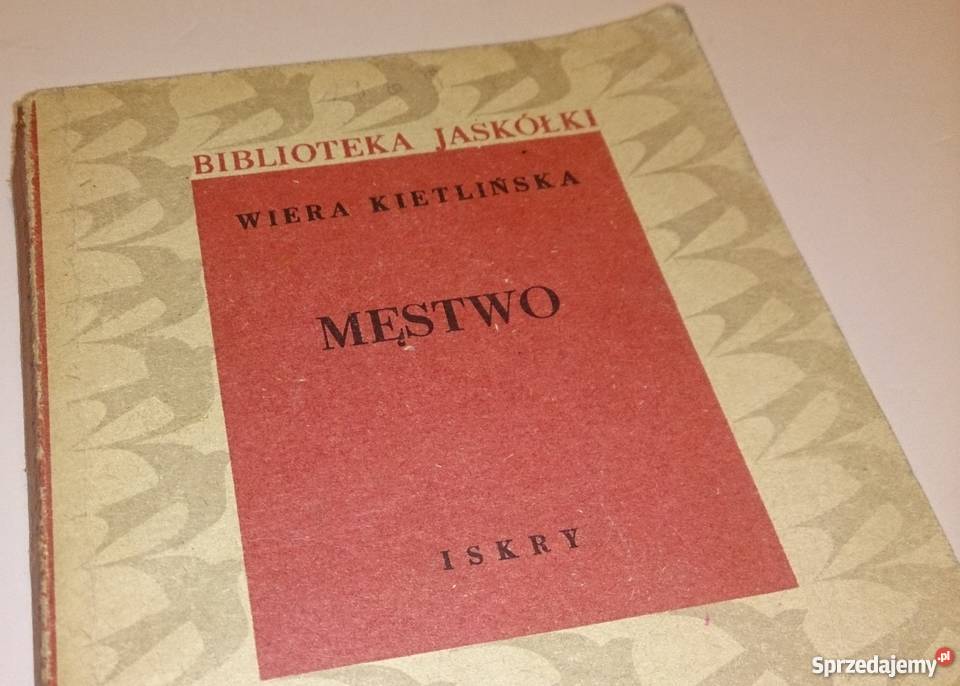 BIBLIOTEKA JASKÓŁKI
WIERA KIETLIŃSKA
MĘSTWO
ISKRY
Sprzedajemy.pl